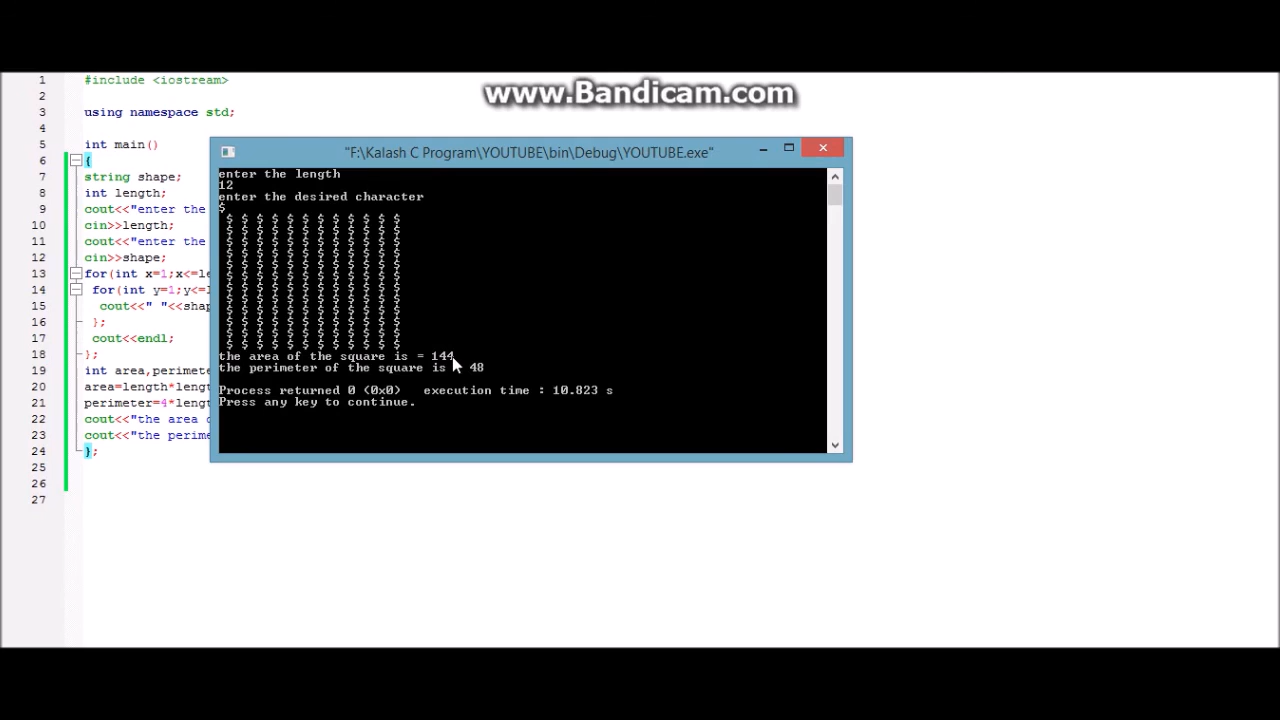 www.Bandicam.com
1 #include <iostream>
2
3 using namespace std;
4
5 int main()
6 {
7 string shape;
8 int length;
9 cout<<"enter the
10 cin>>length;
11 cout<<"enter the
12 cin>>shape;
13 for(int x=1;x<=le
14 for(int y=1;y<=
15 cout<<" "<<shap
16 };
17 cout<<endl;
18 };
19 int area,perimete
20 area=length*lengt
21 perimeter=4*lengt
22 cout<<"the area
23 cout<<"the perime
24 };
25
26
27
"F:\Kalash C Program\YOUTUBE\bin\Debug\YOUTUBE.exe"
enter the length
12
enter the desired character
$
$ $ $ $ $ $ $ $ $ $ $ $
$ $ $ $ $ $ $ $ $ $ $ $
$ $ $ $ $ $ $ $ $ $ $ $
$ $ $ $ $ $ $ $ $ $ $ $
$ $ $ $ $ $ $ $ $ $ $ $
$ $ $ $ $ $ $ $ $ $ $ $
$ $ $ $ $ $ $ $ $ $ $ $
$ $ $ $ $ $ $ $ $ $ $ $
$ $ $ $ $ $ $ $ $ $ $ $
$ $ $ $ $ $ $ $ $ $ $ $
$ $ $ $ $ $ $ $ $ $ $ $
$ $ $ $ $ $ $ $ $ $ $ $
the area of the square is = 144
the perimeter of the square is 48
Process returned 0 (0x0) execution time : 10.823 s
Press any key to continue.